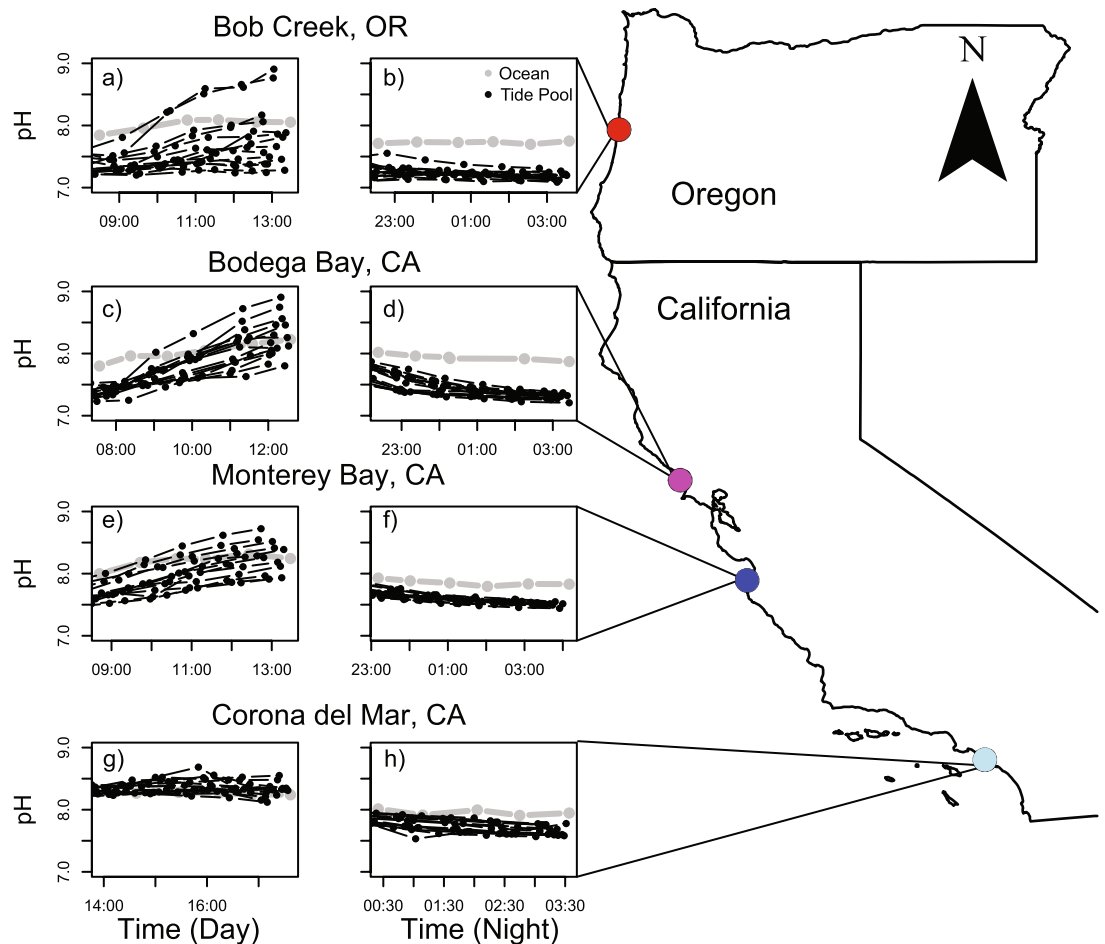 Bob Creek, OR
a)
b)
Ocean
Tide Pool
pH
9.0
8.0
7.0
09:00 11:00 13:00
23:00 01:00 03:00
N
Oregon
Bodega Bay, CA
c)
d)
pH
9.0
8.0
7.0
08:00 10:00 12:00
23:00 01:00 03:00
California
Monterey Bay, CA
e)
f)
pH
9.0
8.0
7.0
09:00 11:00 13:00
23:00 01:00 03:00
Corona del Mar, CA
g)
h)
pH
9.0
8.0
7.0
14:00 16:00
00:30 01:30 02:30 03:30
Time (Day)
Time (Night)